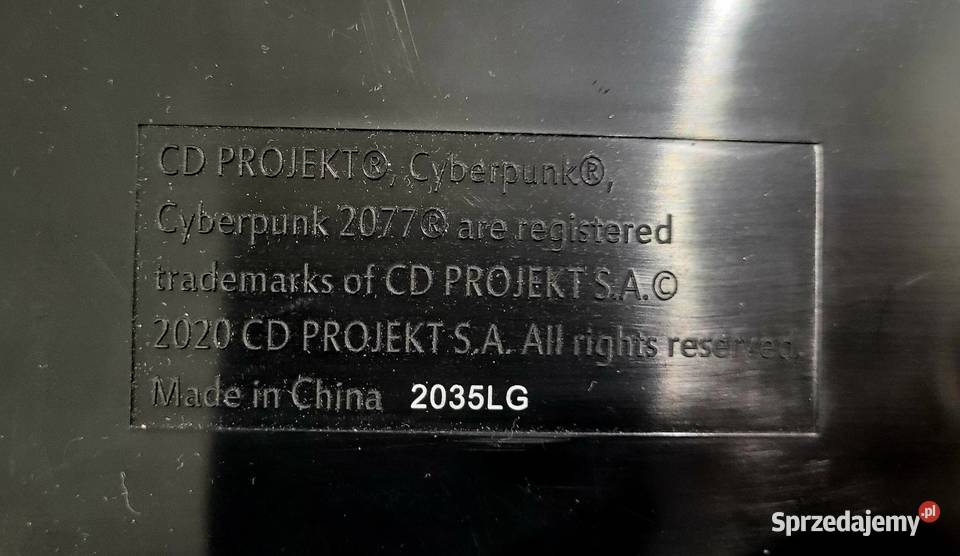 CD PROJEKT®, Cyberpunk®,
Cyberpunk 2077® are registered
trademarks of CD PROJEKT S.A.©
2020 CD PROJEKT S.A. All rights reserved.
Made in China 2035LG
Sprzedajemy.pl